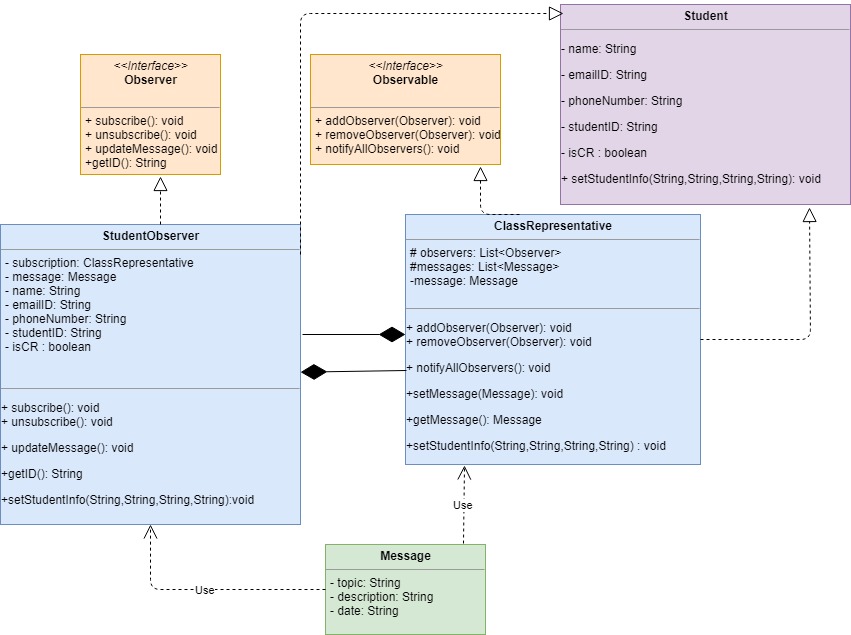 Student
- name: String
- emailID: String
- phoneNumber: String
- studentID: String
- isCR : boolean
+ setStudentInfo(String,String,String,String): void
<<Interface>>
Observer
+ subscribe(): void
+ unsubscribe(): void
+ updateMessage(): void
+getID(): String
<<Interface>>
Observable
+ addObserver(Observer): void
+ removeObserver(Observer): void
+ notifyAllObservers(): void
StudentObserver
- subscription: ClassRepresentative
- message: Message
- name: String
- emailID: String
- phoneNumber: String
- studentID: String
- isCR : boolean
+ subscribe(): void
+ unsubscribe(): void
+ updateMessage(): void
+getID(): String
+setStudentInfo(String,String,String,String):void
ClassRepresentative
# observers: List<Observer>
#messages: List<Message>
-message: Message
+ addObserver(Observer): void
+ removeObserver(Observer): void
+ notifyAllObservers(): void
+setMessage(Message): void
+getMessage(): Message
+setStudentInfo(String,String,String,String) : void
Use
Use
Message
- topic: String
- description: String
- date: String